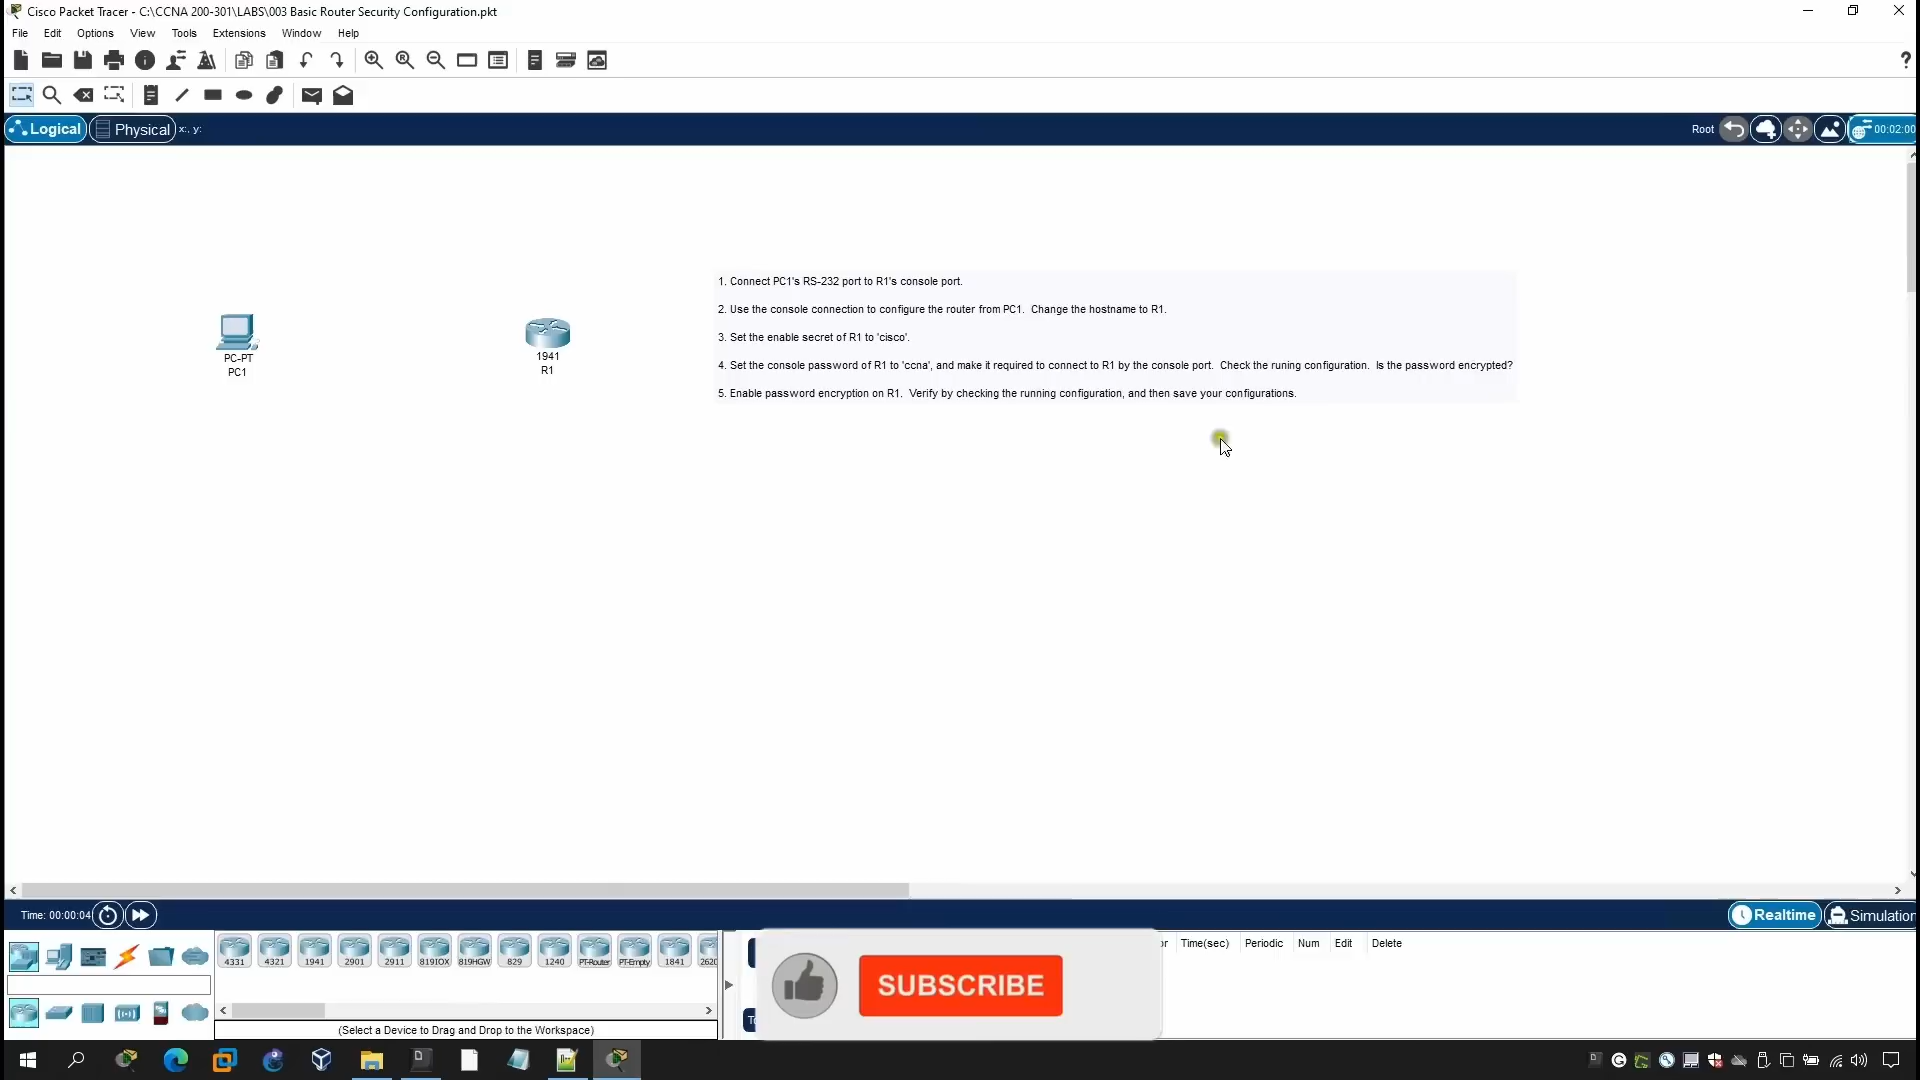 Cisco Packet Tracer - C:\CCNA 200-301\LABS\003 Basic Router Security Configuration.pkt
File Edit Options View Tools Extensions Window Help
Logical Physical x:, y: Root 00:02:00
1. Connect PC1's RS-232 port to R1's console port.
2. Use the console connection to configure the router from PC1.  Change the hostname to R1.
3. Set the enable secret of R1 to 'cisco'.
4. Set the console password of R1 to 'ccna', and make it required to connect to R1 by the console port.  Check the runing configuration.  Is the password encrypted?
5. Enable password encryption on R1.  Verify by checking the running configuration, and then save your configurations.
PC-PT
PC1
1941
R1
Time: 00:00:04 Realtime Simulation
Time(sec) Periodic Num Edit Delete
4331 4321 1941 2901 2911 819IOX 819HGW 829 1240 PT-Router PT-Empty 1841
SUBSCRIBE
(Select a Device to Drag and Drop to the Workspace)